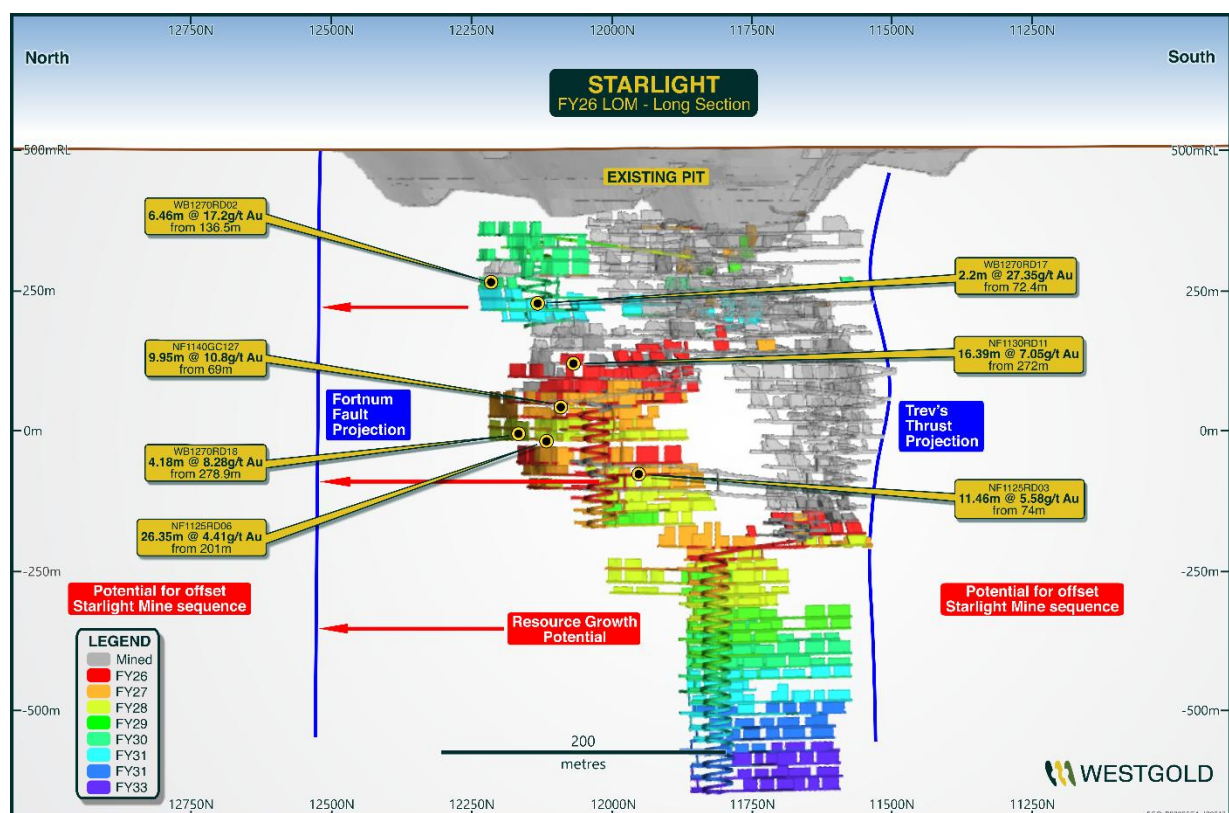 12750N 12500N 12250N 12000N 11750N 11500N 11250N
North
South
STARLIGHT
FY26 LOM - Long Section
500mRL
500mRL
EXISTING PIT
WB1270RD02
6.46m @ 17.2g/t Au
from 136.5m
WB1270RD17
2.2m @ 27.35g/t Au
from 72.4m
250m
250m
NF1140GC127
9.95m @ 10.8g/t Au
from 69m
NF1130RD11
16.39m @ 7.05g/t Au
from 272m
Fortnum
Fault
Projection
Trev's
Thrust
Projection
0m
0m
WB1270RD18
4.18m @ 8.28g/t Au
from 278.9m
NF1125RD03
11.46m @ 5.58g/t Au
from 74m
NF1125RD06
26.35m @ 4.41g/t Au
from 201m
-250m
-250m
Potential for offset
Starlight Mine sequence
Potential for offset
Starlight Mine sequence
Resource Growth
Potential
LEGEND
Mined
FY26
FY27
FY28
FY29
FY30
FY31
FY31
FY33
-500m
-500m
200
metres
WESTGOLD
12750N 12500N 12250N 12000N 11750N 11500N 11250N